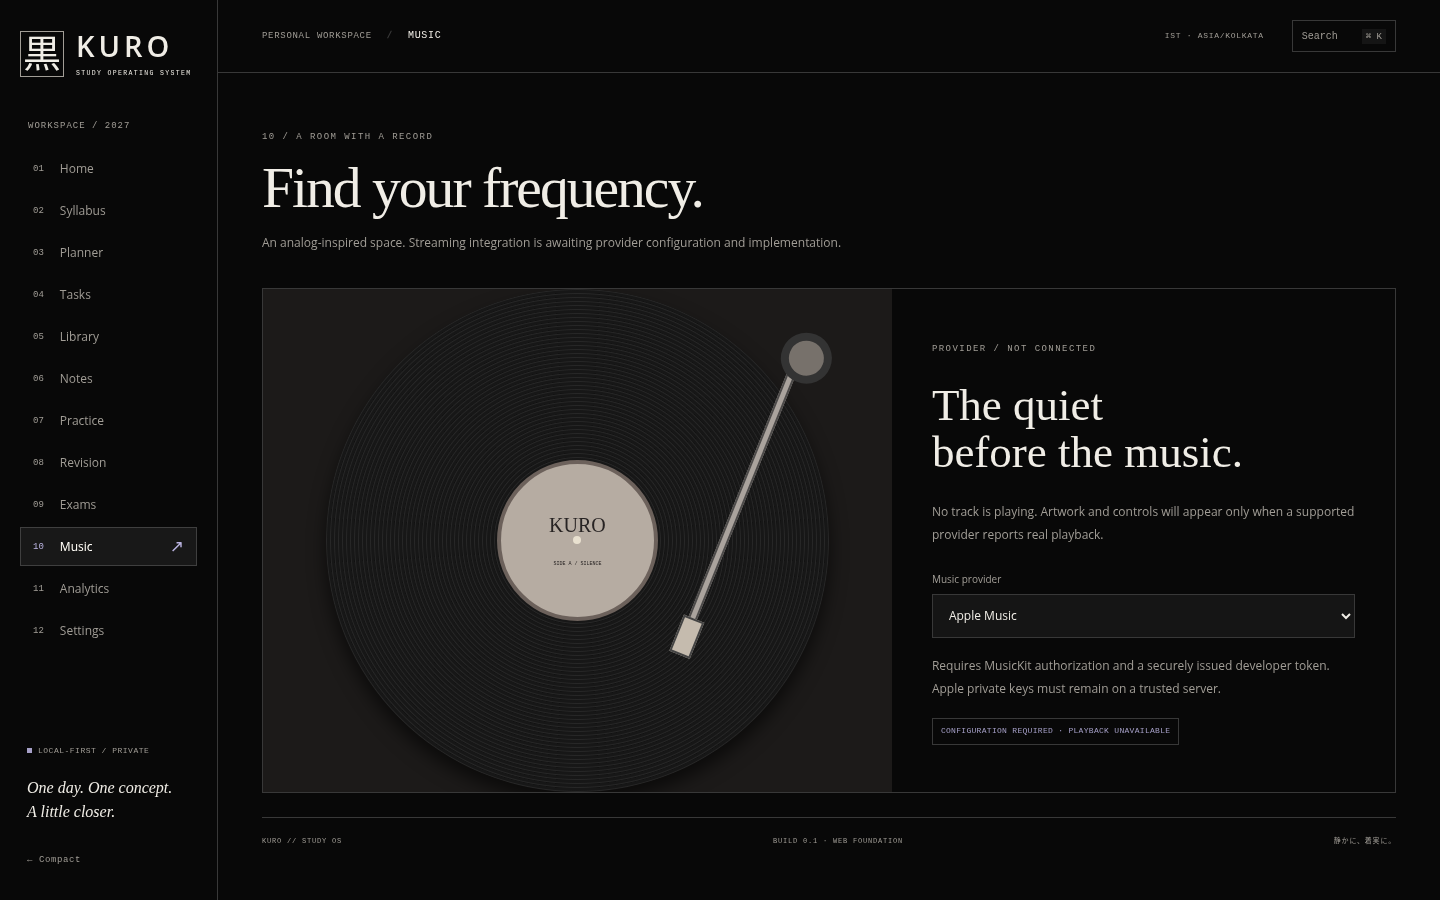 黒
KURO
STUDY OPERATING SYSTEM
WORKSPACE / 2027
01 Home
02 Syllabus
03 Planner
04 Tasks
05 Library
06 Notes
07 Practice
08 Revision
09 Exams
10 Music ↗
11 Analytics
12 Settings
LOCAL-FIRST / PRIVATE
One day. One concept.
A little closer.
← Compact
PERSONAL WORKSPACE / MUSIC
IST · ASIA/KOLKATA
Search ⌘ K
10 / A ROOM WITH A RECORD
Find your frequency.
An analog-inspired space. Streaming integration is awaiting provider configuration and implementation.
KURO
SIDE A / SILENCE
PROVIDER / NOT CONNECTED
The quiet
before the music.
No track is playing. Artwork and controls will appear only when a supported
provider reports real playback.
Music provider
Apple Music
Requires MusicKit authorization and a securely issued developer token.
Apple private keys must remain on a trusted server.
CONFIGURATION REQUIRED · PLAYBACK UNAVAILABLE
KURO // STUDY OS
BUILD 0.1 · WEB FOUNDATION
静かに、着実に。